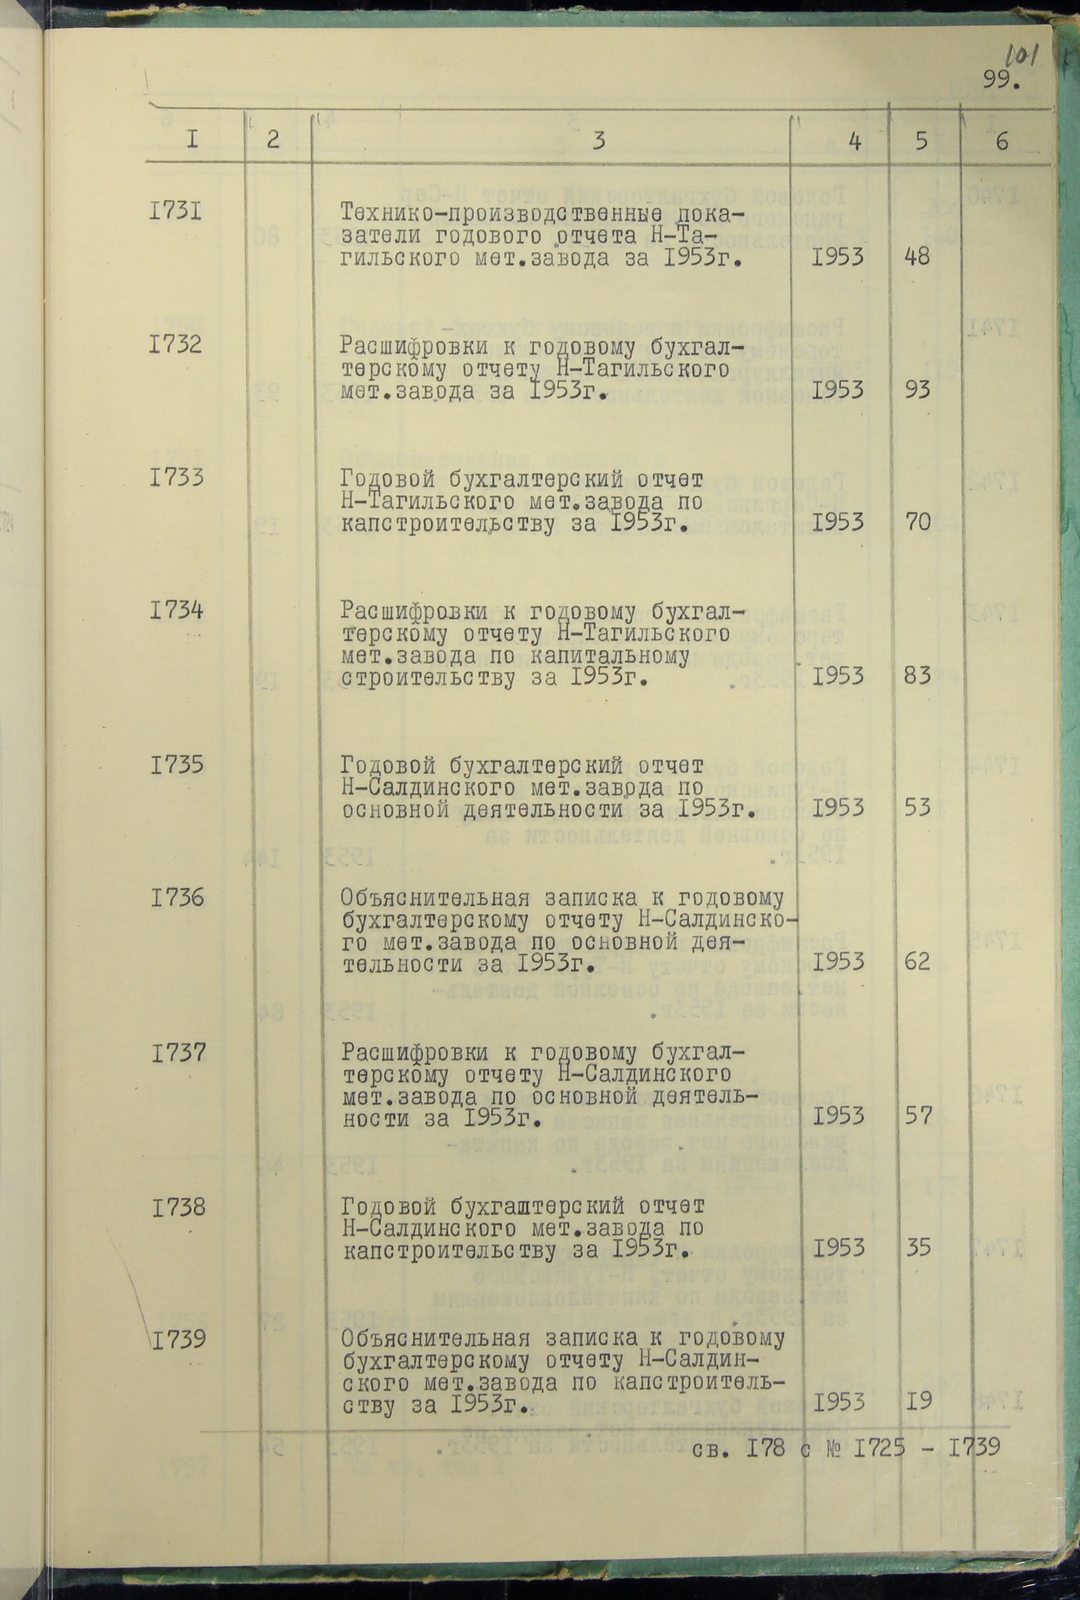 101
99.
I 2 3 4 5 6
I73I Технико-производственные пока-
затели годового отчета Н-Та-
гильского мет.завода за I953г. I953 48
I732 Расшифровки к годовому бухгал-
терскому отчету Н-Тагильского
мет.завода за I953г. I953 93
I733 Годовой бухгалтерский отчет
Н-Тагильского мет.завода по
капстроительству за I953г. I953 70
I734 Расшифровки к годовому бухгал-
терскому отчету Н-Тагильского
мет.завода по капитальному
строительству за I953г. I953 83
I735 Годовой бухгалтерский отчет
Н-Салдинского мет.завода по
основной деятельности за I953г. I953 53
I736 Объяснительная записка к годовому
бухгалтерскому отчету Н-Салдинско-
го мет.завода по основной дея-
тельности за I953г. I953 62
I737 Расшифровки к годовому бухгал-
терскому отчету Н-Салдинского
мет.завода по основной деятель-
ности за I953г. I953 57
I738 Годовой бухгалтерский отчет
Н-Салдинского мет.завода по
капстроительству за I953г. I953 35
I739 Объяснительная записка к годовому
бухгалтерскому отчету Н-Салдин-
ского мет.завода по капстроитель-
ству за I953г. I953 I9
св. I78 с № I725 - I739